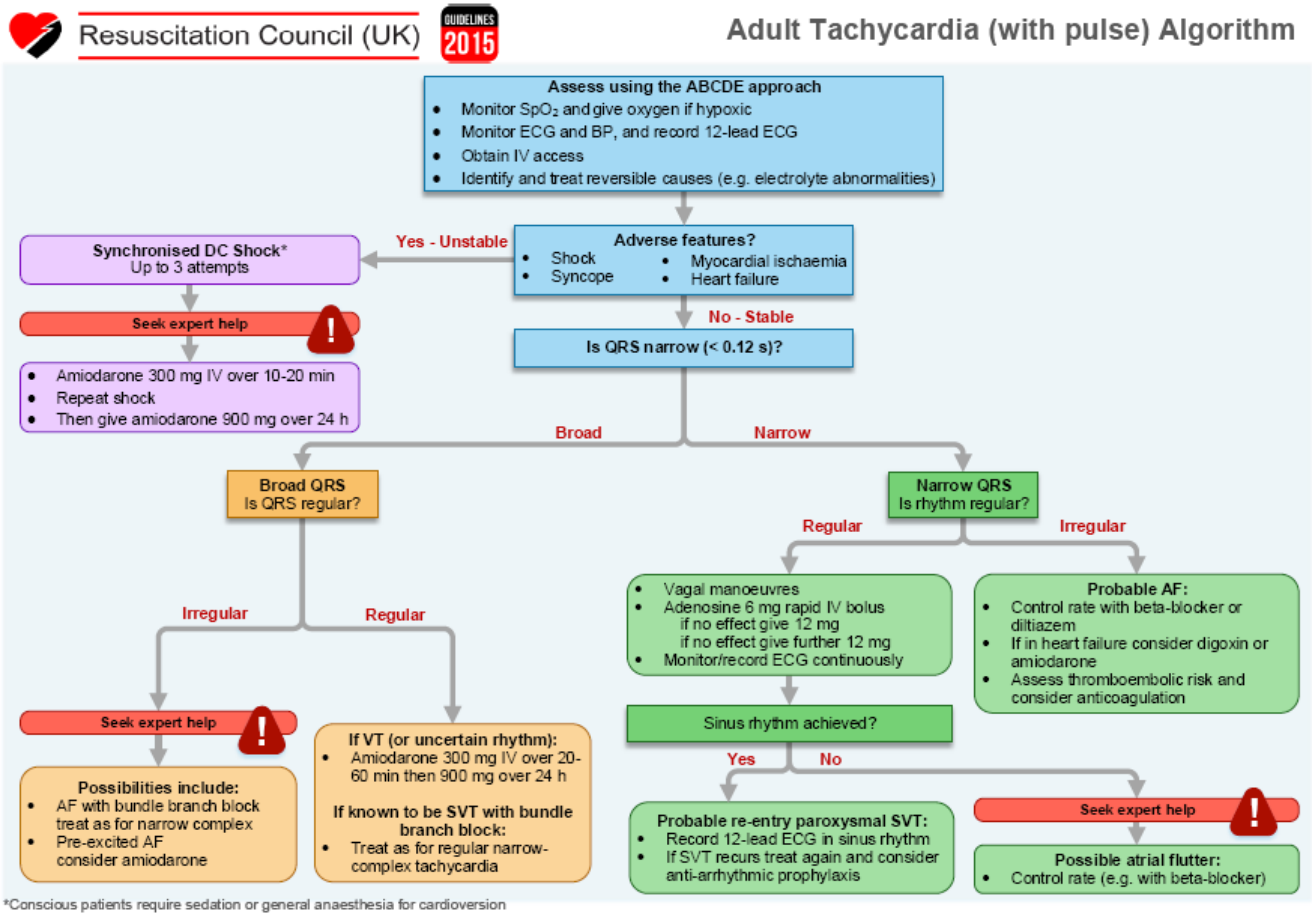 Resuscitation Council (UK)
GUIDELINES
2015
Adult Tachycardia (with pulse) Algorithm
Assess using the ABCDE approach
• Monitor SpO₂ and give oxygen if hypoxic
• Monitor ECG and BP, and record 12-lead ECG
• Obtain IV access
• Identify and treat reversible causes (e.g. electrolyte abnormalities)
Adverse features?
• Shock
• Syncope
• Myocardial ischaemia
• Heart failure
Yes - Unstable
Synchronised DC Shock*
Up to 3 attempts
Seek expert help
!
• Amiodarone 300 mg IV over 10-20 min
• Repeat shock
• Then give amiodarone 900 mg over 24 h
No - Stable
Is QRS narrow (< 0.12 s)?
Broad
Narrow
Broad QRS
Is QRS regular?
Irregular
Regular
Seek expert help
!
Possibilities include:
• AF with bundle branch block
treat as for narrow complex
• Pre-excited AF
consider amiodarone
If VT (or uncertain rhythm):
• Amiodarone 300 mg IV over 20-
60 min then 900 mg over 24 h
If known to be SVT with bundle
branch block:
• Treat as for regular narrow-
complex tachycardia
Narrow QRS
Is rhythm regular?
Regular
Irregular
• Vagal manoeuvres
• Adenosine 6 mg rapid IV bolus
if no effect give 12 mg
if no effect give further 12 mg
• Monitor/record ECG continuously
Probable AF:
• Control rate with beta-blocker or
diltiazem
• If in heart failure consider digoxin or
amiodarone
• Assess thromboembolic risk and
consider anticoagulation
Sinus rhythm achieved?
Yes
No
Probable re-entry paroxysmal SVT:
• Record 12-lead ECG in sinus rhythm
• If SVT recurs treat again and consider
anti-arrhythmic prophylaxis
Seek expert help
!
Possible atrial flutter:
• Control rate (e.g. with beta-blocker)
*Conscious patients require sedation or general anaesthesia for cardioversion